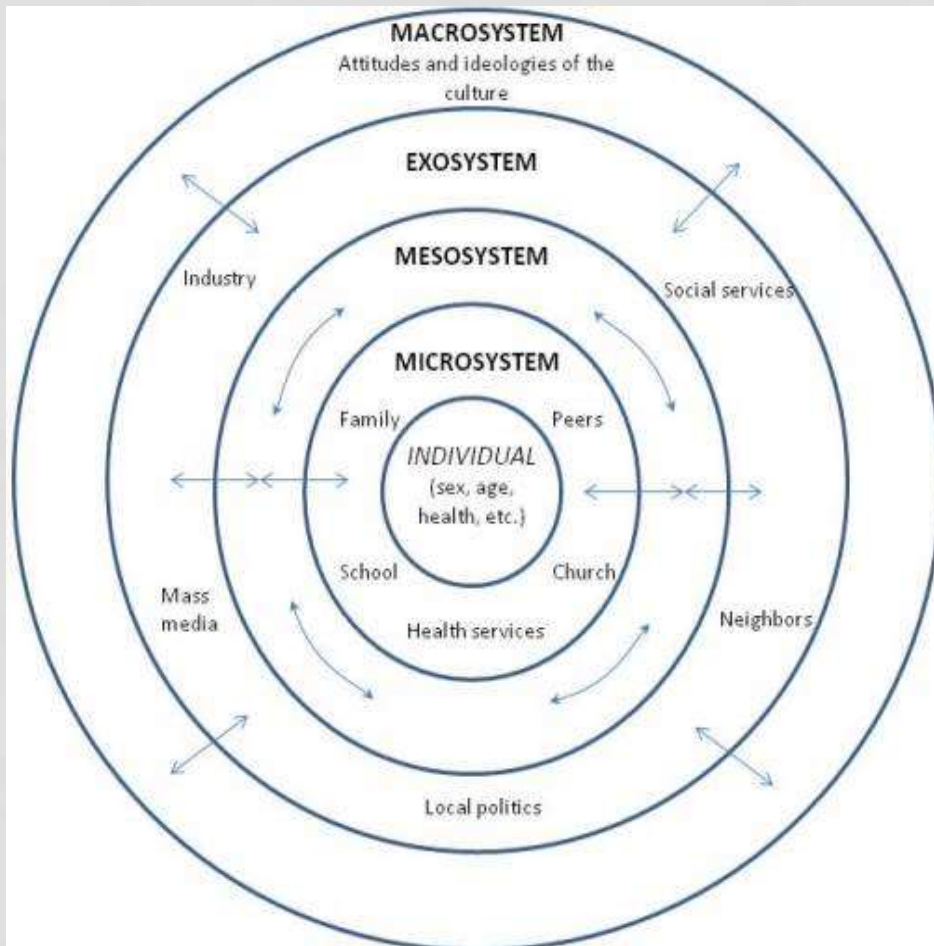 MACROSYSTEM
Attitudes and ideologies of the
culture
EXOSYSTEM
Industry
Social services
MESOSYSTEM
MICROSYSTEM
Family
Peers
INDIVIDUAL
(sex, age,
health, etc.)
School
Church
Health services
Mass
media
Neighbors
Local politics